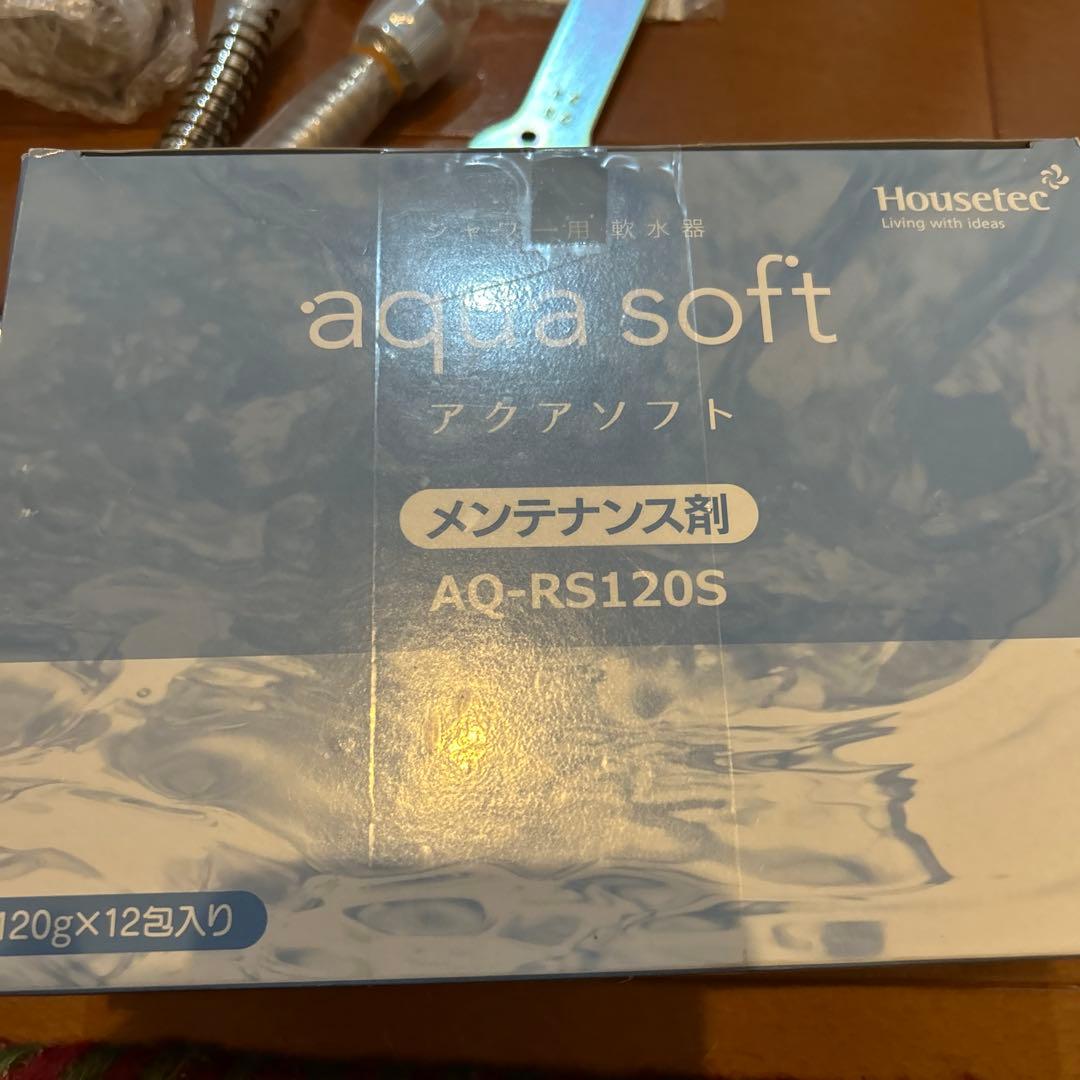 Housetec
Living with ideas
シャワー用軟水器
aqua soft
アクアソフト
メンテナンス剤
AQ-RS120S
120g×12包入り